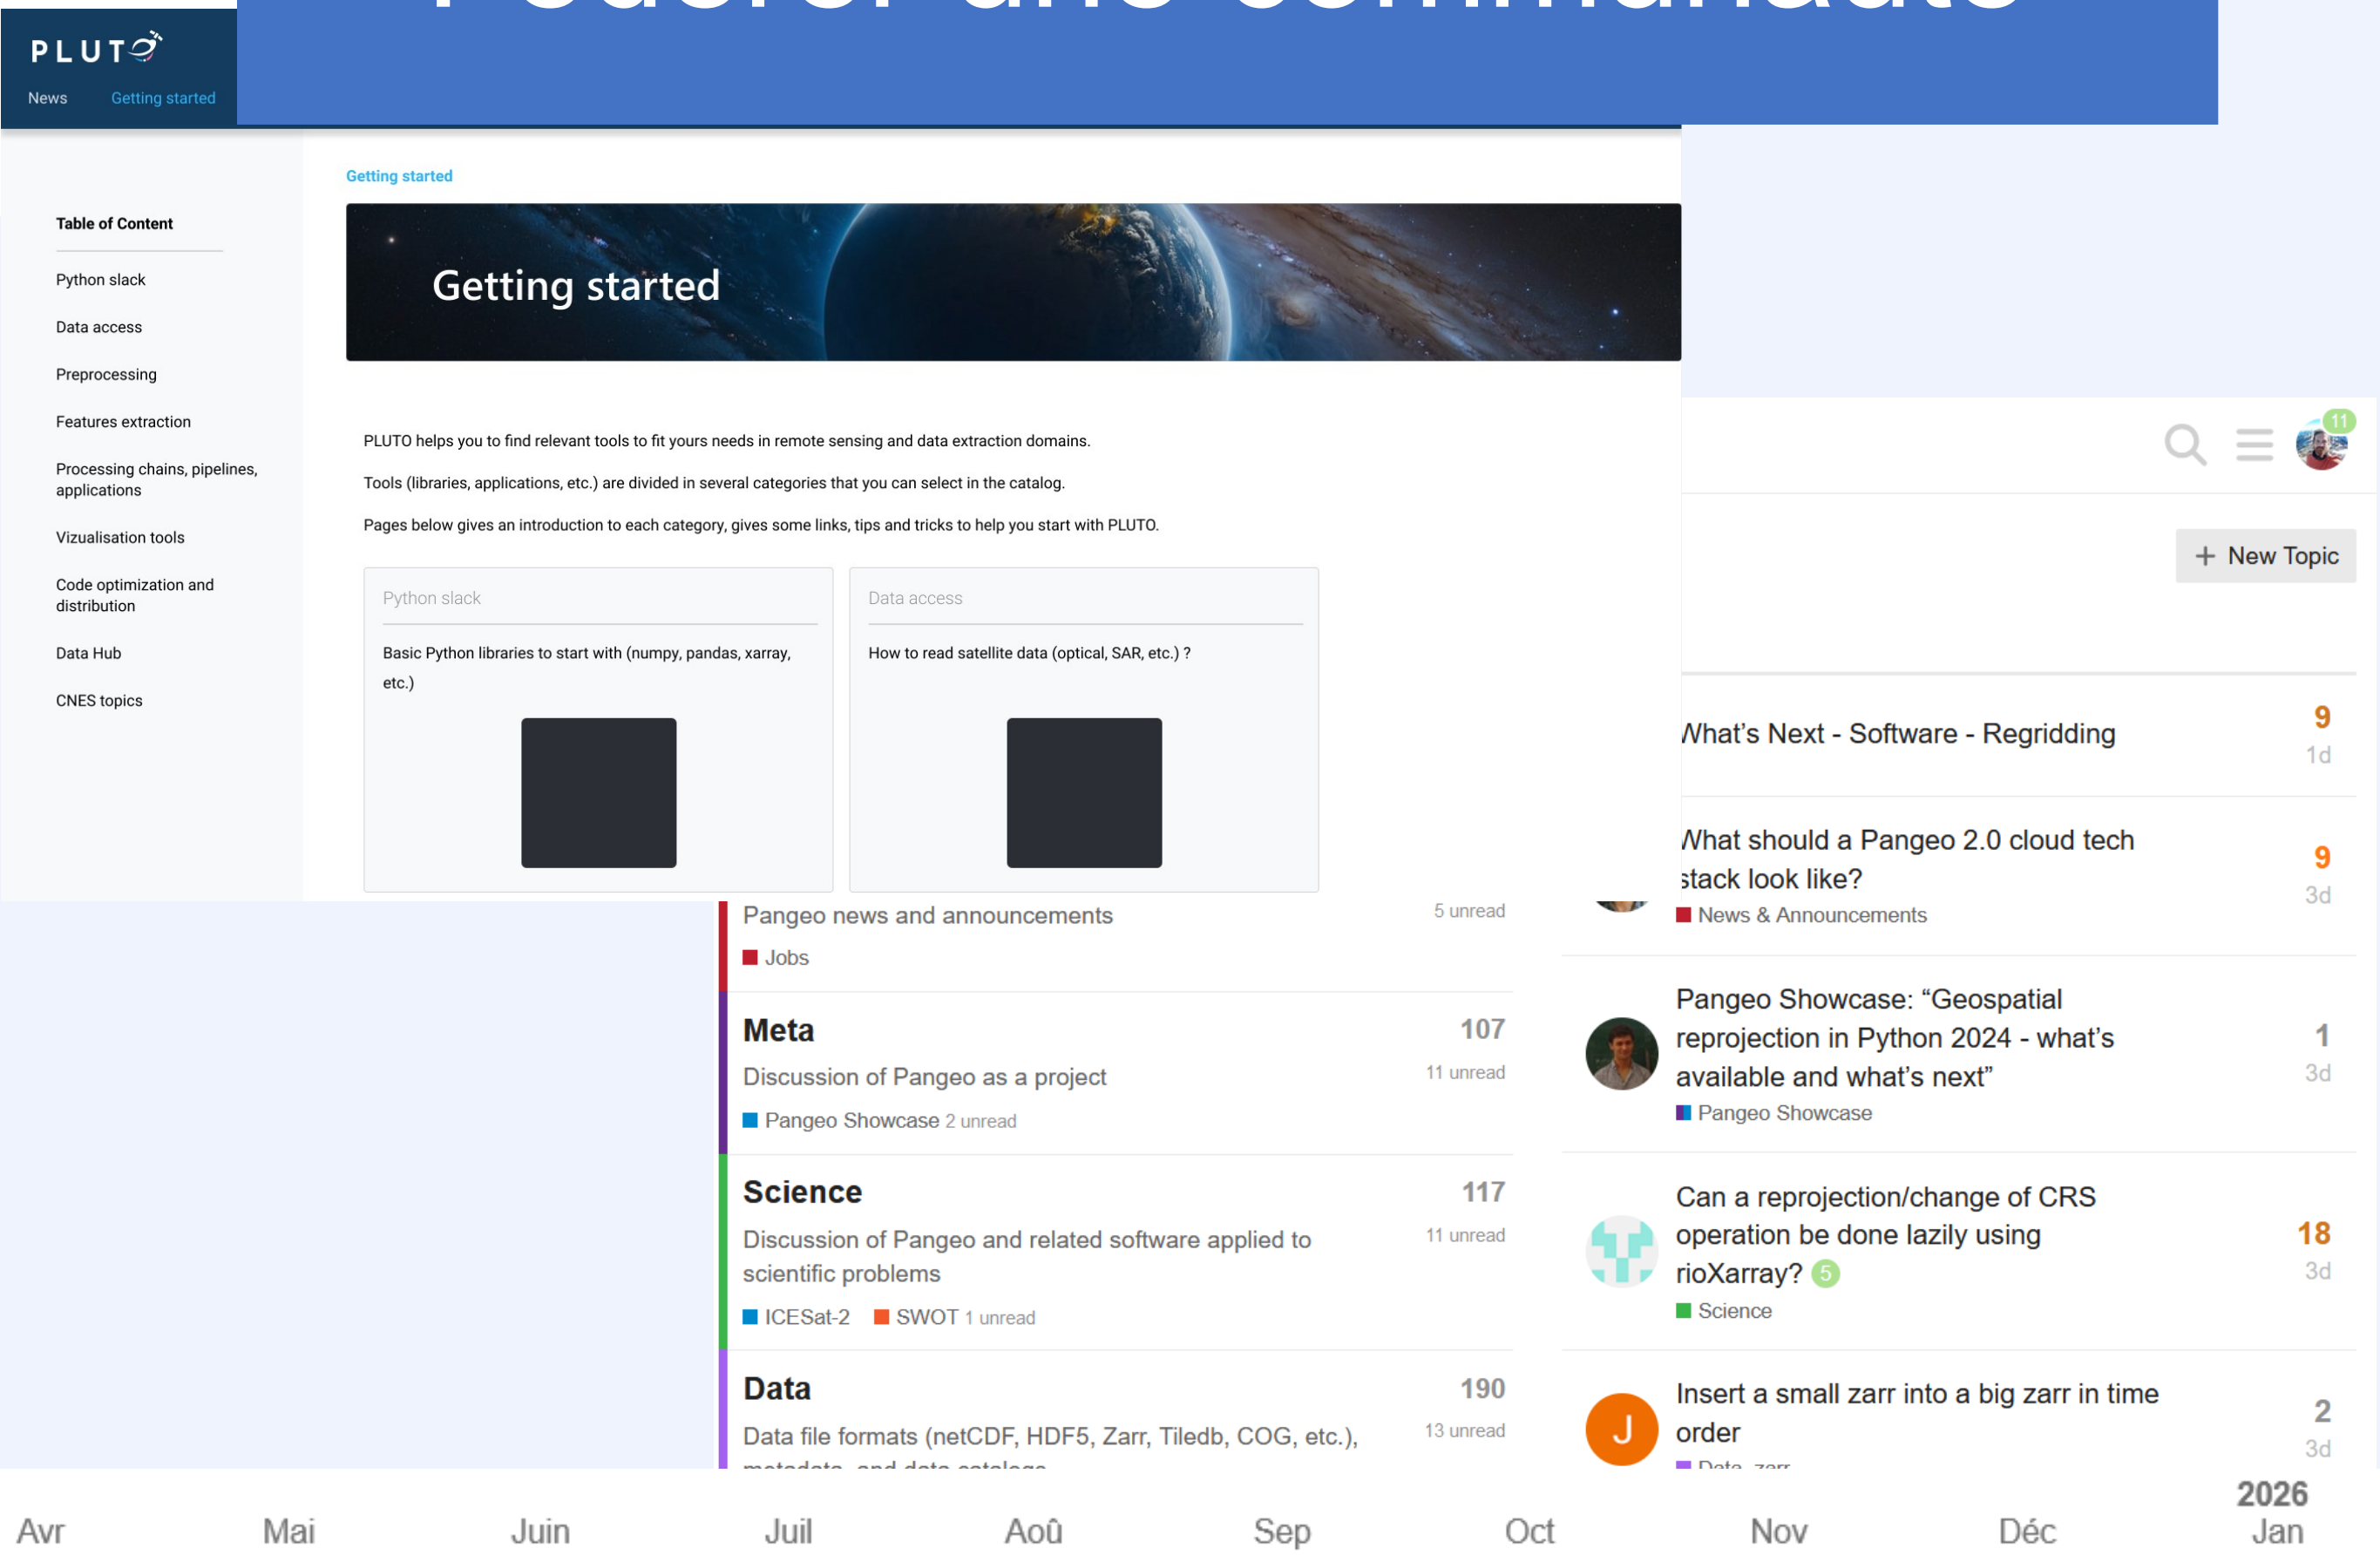 PLUTO
News Getting started
Getting started
Table of Content
Python slack
Data access
Preprocessing
Features extraction
Processing chains, pipelines,
applications
Vizualisation tools
Code optimization and
distribution
Data Hub
CNES topics
Getting started
PLUTO helps you to find relevant tools to fit yours needs in remote sensing and data extraction domains.
Tools (libraries, applications, etc.) are divided in several categories that you can select in the catalog.
Pages below gives an introduction to each category, gives some links, tips and tricks to help you start with PLUTO.
Python slack
Basic Python libraries to start with (numpy, pandas, xarray,
etc.)
Data access
How to read satellite data (optical, SAR, etc.) ?
11
+ New Topic
What's Next - Software - Regridding
9
1d
What should a Pangeo 2.0 cloud tech
stack look like?
News & Announcements
9
3d
Pangeo news and announcements
5 unread
Jobs
Meta
107
Discussion of Pangeo as a project
11 unread
Pangeo Showcase 2 unread
Science
117
Discussion of Pangeo and related software applied to
scientific problems
11 unread
ICESat-2 SWOT 1 unread
Data
190
Data file formats (netCDF, HDF5, Zarr, Tiledb, COG, etc.),
13 unread
metadata, and data catalogs
Pangeo Showcase: “Geospatial
reprojection in Python 2024 - what's
available and what's next”
Pangeo Showcase
1
3d
Can a reprojection/change of CRS
operation be done lazily using
rioXarray? 5
Science
18
3d
J
Insert a small zarr into a big zarr in time
order
Data, zarr
2
3d
2026
Avr Mai Juin Juil Aoû Sep Oct Nov Déc Jan